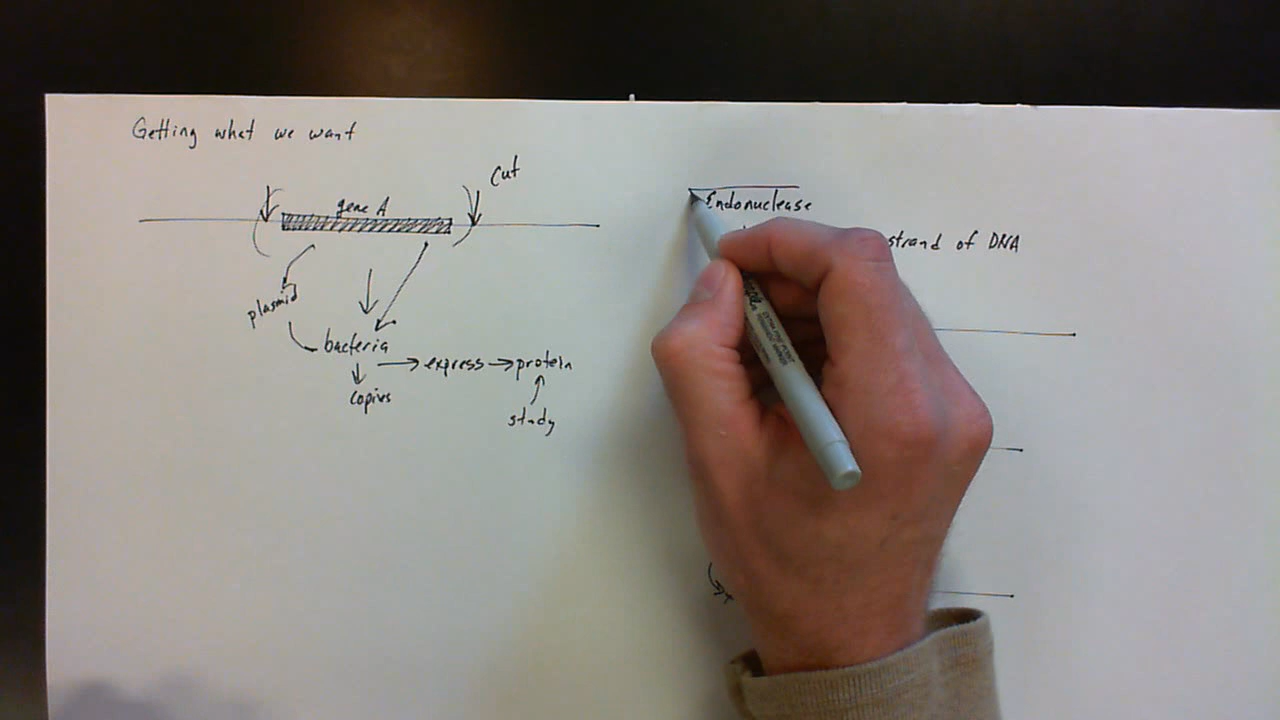 Getting what we want
cut
gene A
plasmid
bacteria
express
protein
copies
study
Endonuclease
strand of DNA